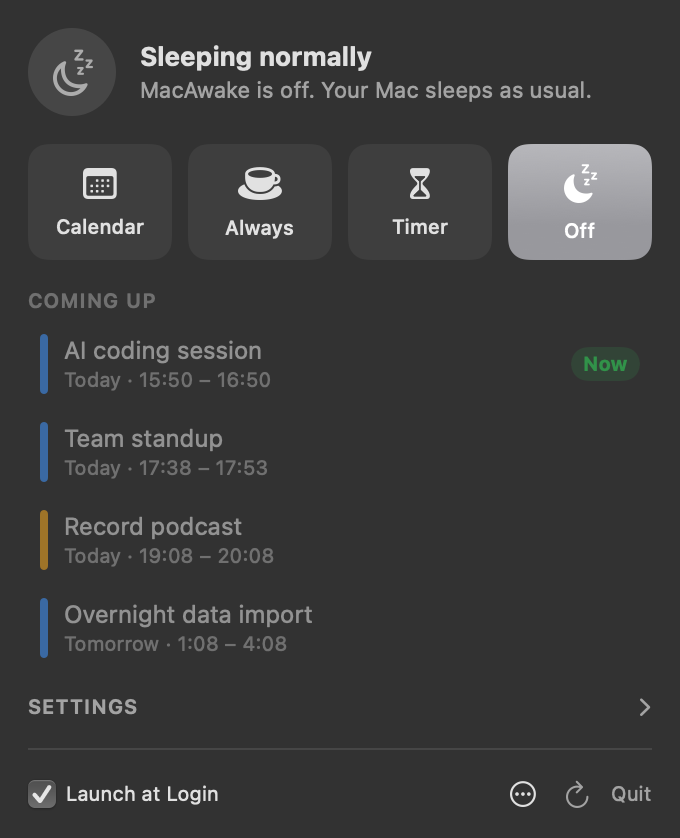 Sleeping normally
MacAwake is off. Your Mac sleeps as usual.
Calendar
Always
Timer
Off
COMING UP
AI coding session
Today · 15:50 – 16:50
Now
Team standup
Today · 17:38 – 17:53
Record podcast
Today · 19:08 – 20:08
Overnight data import
Tomorrow · 1:08 – 4:08
SETTINGS
Launch at Login
Quit